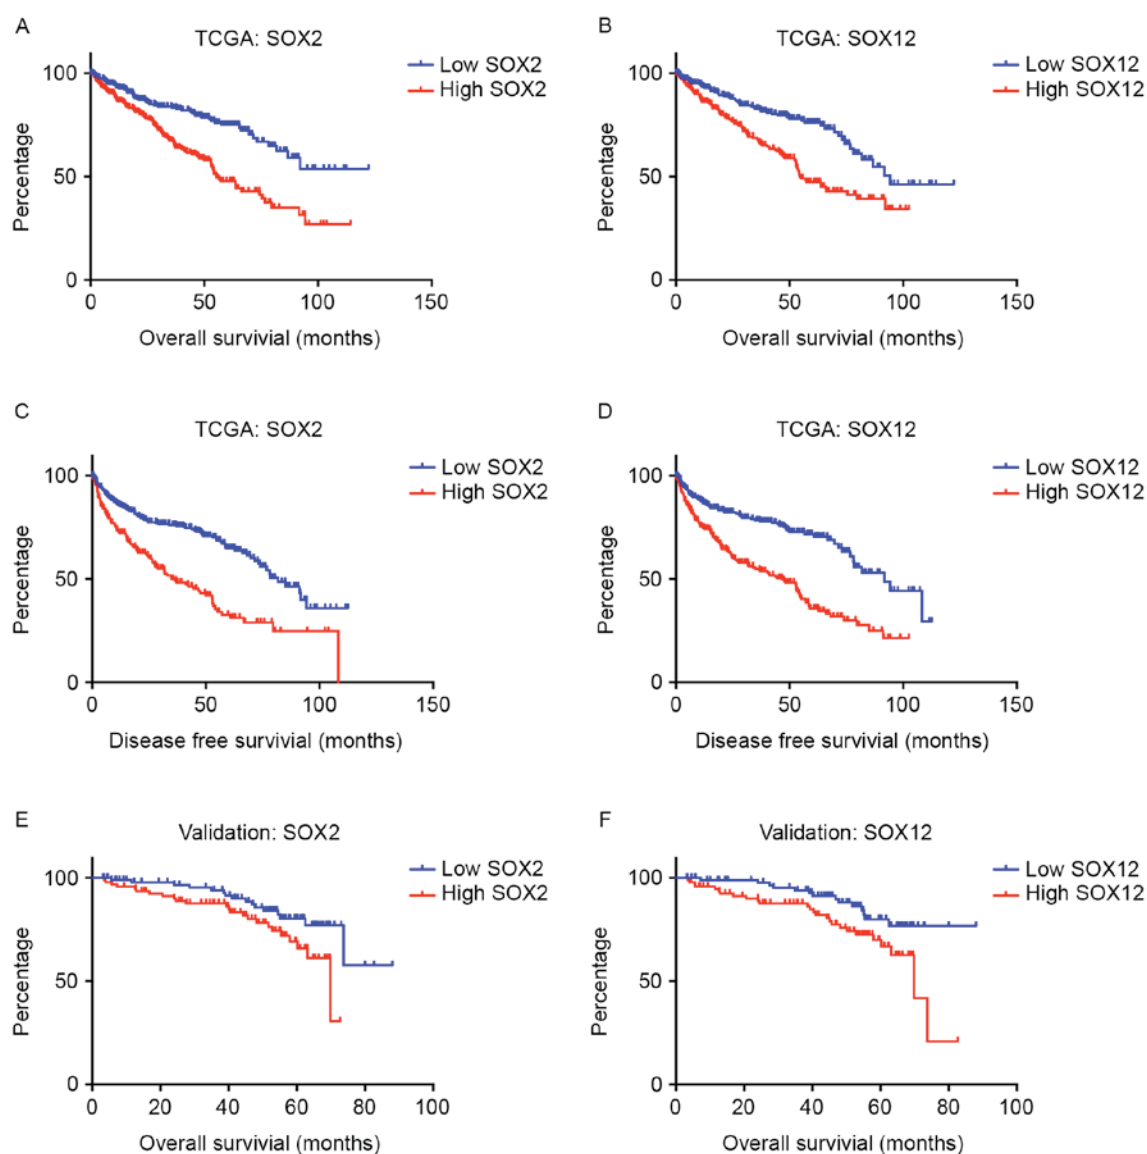 A
TCGA: SOX2
Low SOX2
High SOX2
100
50
0
Percentage
0 50 100 150
Overall survivial (months)
B
TCGA: SOX12
Low SOX12
High SOX12
100
50
0
Percentage
0 50 100 150
Overall survivial (months)
C
TCGA: SOX2
Low SOX2
High SOX2
100
50
0
Percentage
0 50 100 150
Disease free survivial (months)
D
TCGA: SOX12
Low SOX12
High SOX12
100
50
0
Percentage
0 50 100 150
Disease free survivial (months)
E
Validation: SOX2
Low SOX2
High SOX2
100
50
0
Percentage
0 20 40 60 80 100
Overall survivial (months)
F
Validation: SOX12
Low SOX12
High SOX12
100
50
0
Percentage
0 20 40 60 80 100
Overall survivial (months)